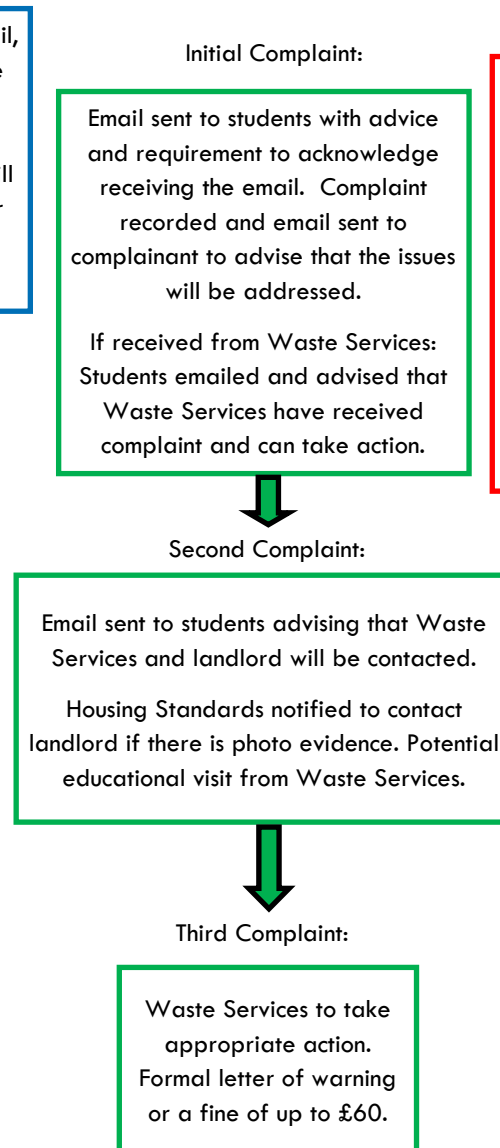 il,
e
ill
r
Initial Complaint:
Email sent to students with advice
and requirement to acknowledge
receiving the email. Complaint
recorded and email sent to
complainant to advise that the issues
will be addressed.
If received from Waste Services:
Students emailed and advised that
Waste Services have received
complaint and can take action.
Second Complaint:
Email sent to students advising that Waste
Services and landlord will be contacted.
Housing Standards notified to contact
landlord if there is photo evidence. Potential
educational visit from Waste Services.
Third Complaint:
Waste Services to take
appropriate action.
Formal letter of warning
or a fine of up to £60.